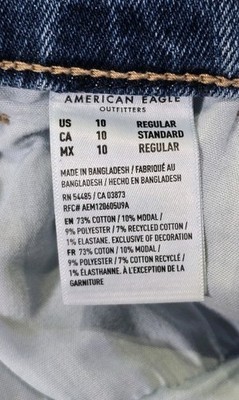 AMERICAN EAGLE
OUTFITTERS
US 10 REGULAR
CA 10 STANDARD
MX 10 REGULAR
MADE IN BANGLADESH / FABRIQUÉ AU
BANGLADESH / HECHO EN BANGLADESH
RN 54485 / CA 03873
RFC# AEM120605U9A
EN 73% COTTON / 10% MODAL /
9% POLYESTER / 7% RECYCLED COTTON /
1% ELASTANE. EXCLUSIVE OF DECORATION
FR 73% COTON / 10% MODAL /
9% POLYESTER / 7% COTON RECYCLÉ /
1% ÉLASTHANNE. À L'EXCEPTION DE LA
GARNITURE